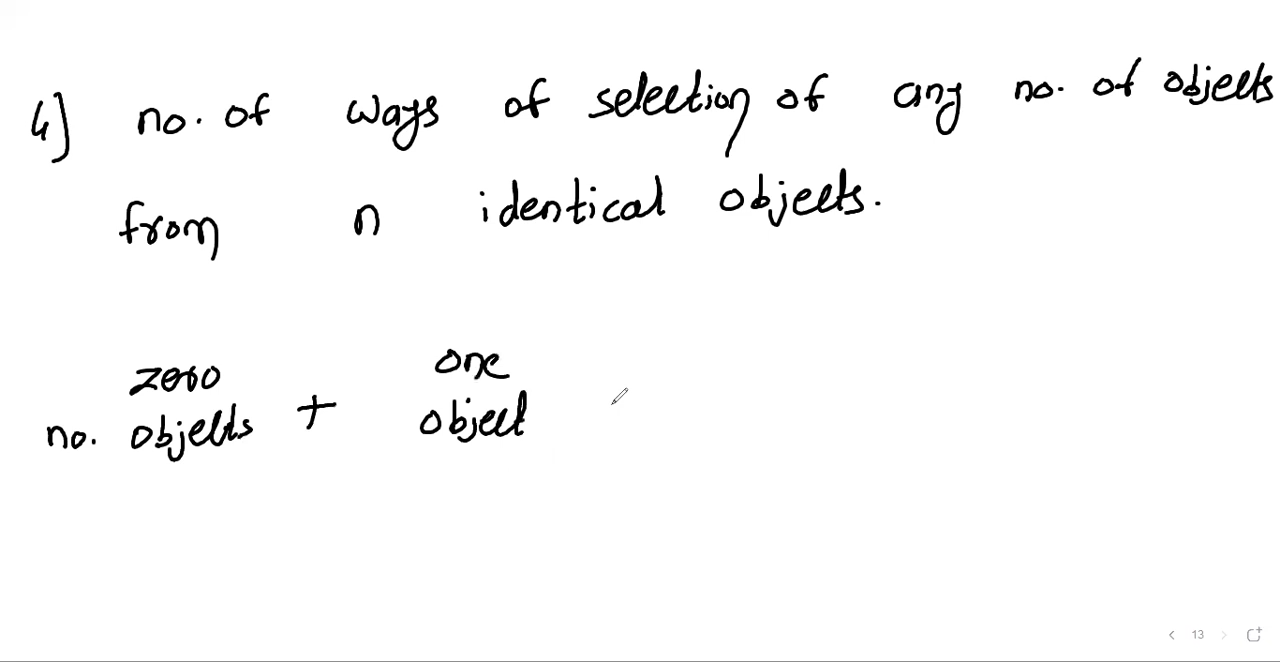 4] no. of ways of selection of any no. of objects
from n identical objects.
zero one
no. objects + object
13